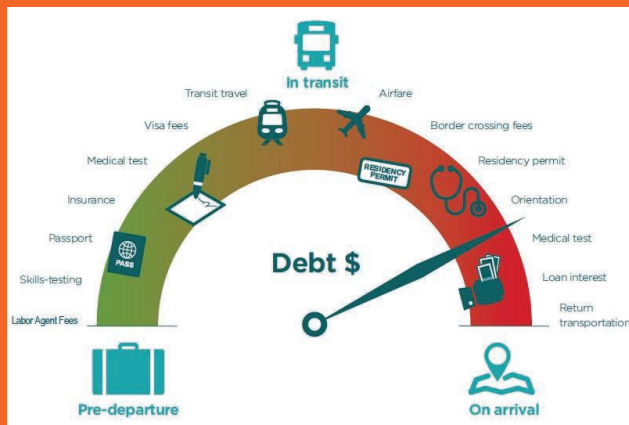 In transit
Transit travel
Airfare
Visa fees
Border crossing fees
Medical test
Residency permit
RESIDENCY
PERMIT
Insurance
Orientation
Passport
PASS
Medical test
Skills-testing
Loan interest
Labor Agent Fees
Return
transportation
Debt $
Pre-departure
On arrival